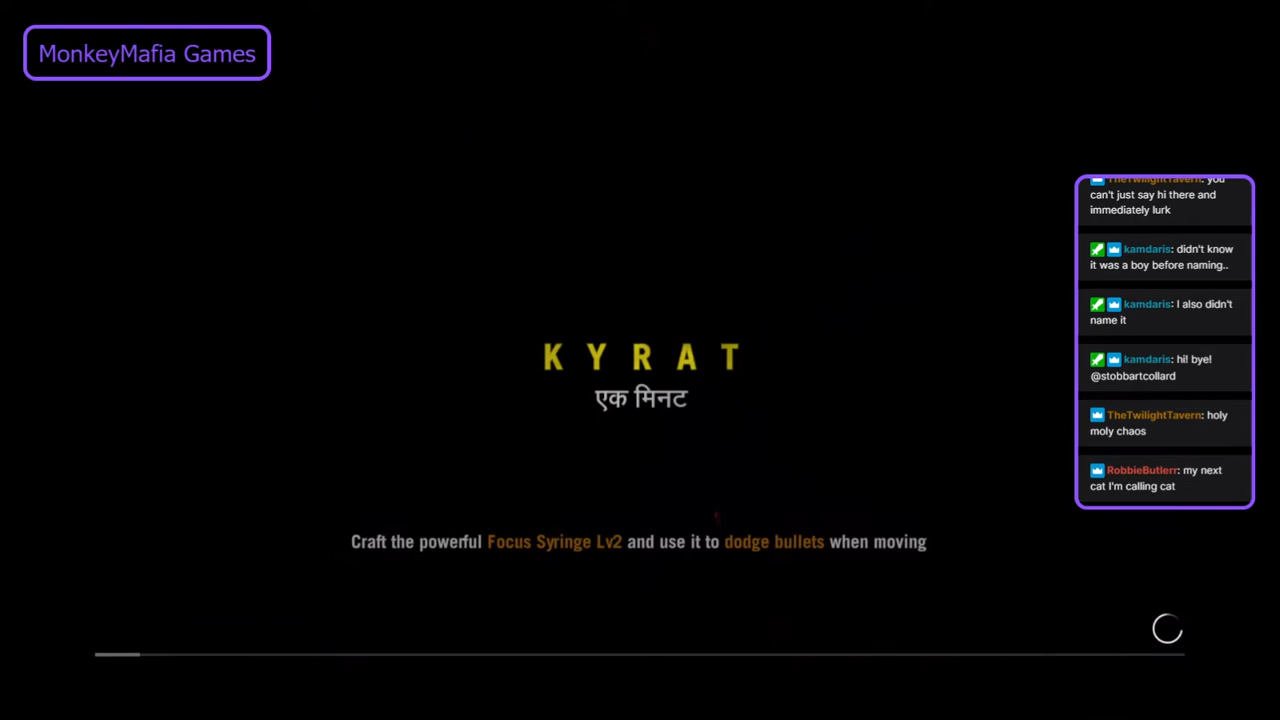 MonkeyMafia Games
TheTwilightTavern: you
can't just say hi there and
immediately lurk
kamdaris: didn't know
it was a boy before naming..
kamdaris: I also didn't
name it
kamdaris: hi! bye!
@stobbartcollard
TheTwilightTavern: holy
moly chaos
RobbieButlerr: my next
cat I'm calling cat
KYRAT
एक मिनट
Craft the powerful Focus Syringe Lv2 and use it to dodge bullets when moving